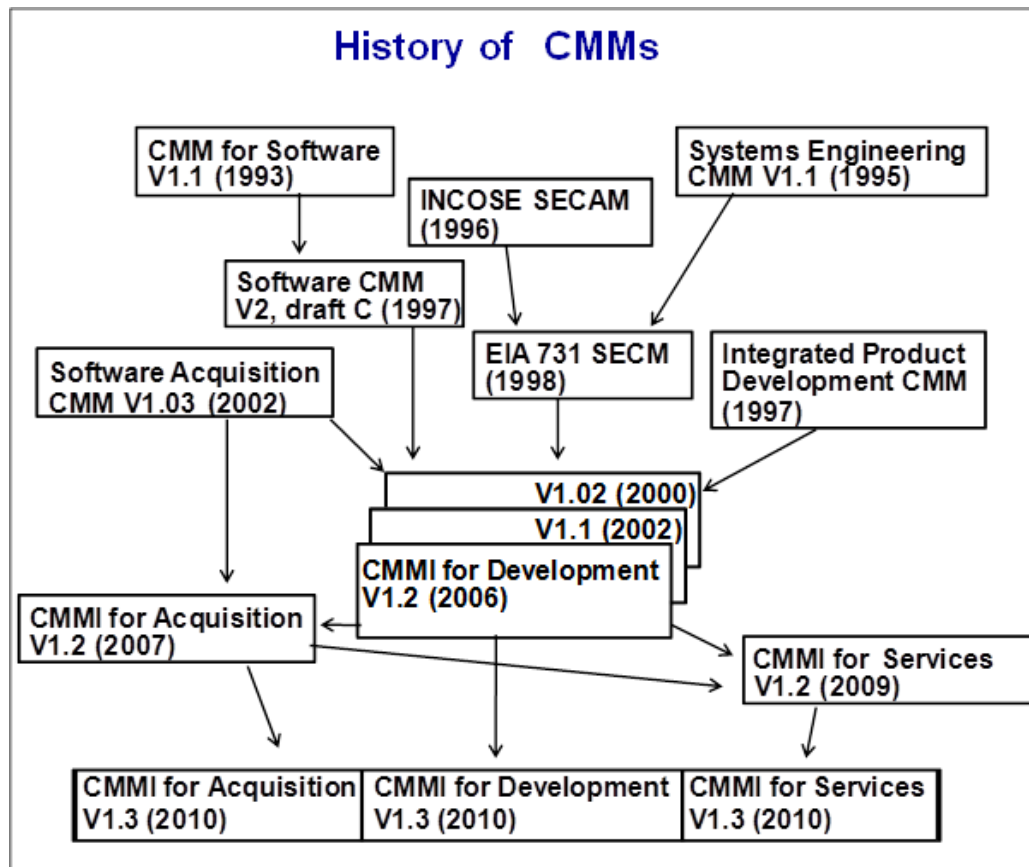 History of CMMs
CMM for Software
V1.1 (1993)
Systems Engineering
CMM V1.1 (1995)
INCOSE SECAM
(1996)
Software CMM
V2, draft C (1997)
EIA 731 SECM
(1998)
Integrated Product
Development CMM
(1997)
Software Acquisition
CMM V1.03 (2002)
V1.02 (2000)
V1.1 (2002)
CMMI for Development
V1.2 (2006)
CMMI for Acquisition
V1.2 (2007)
CMMI for Services
V1.2 (2009)
CMMI for Acquisition
V1.3 (2010)
CMMI for Development
V1.3 (2010)
CMMI for Services
V1.3 (2010)